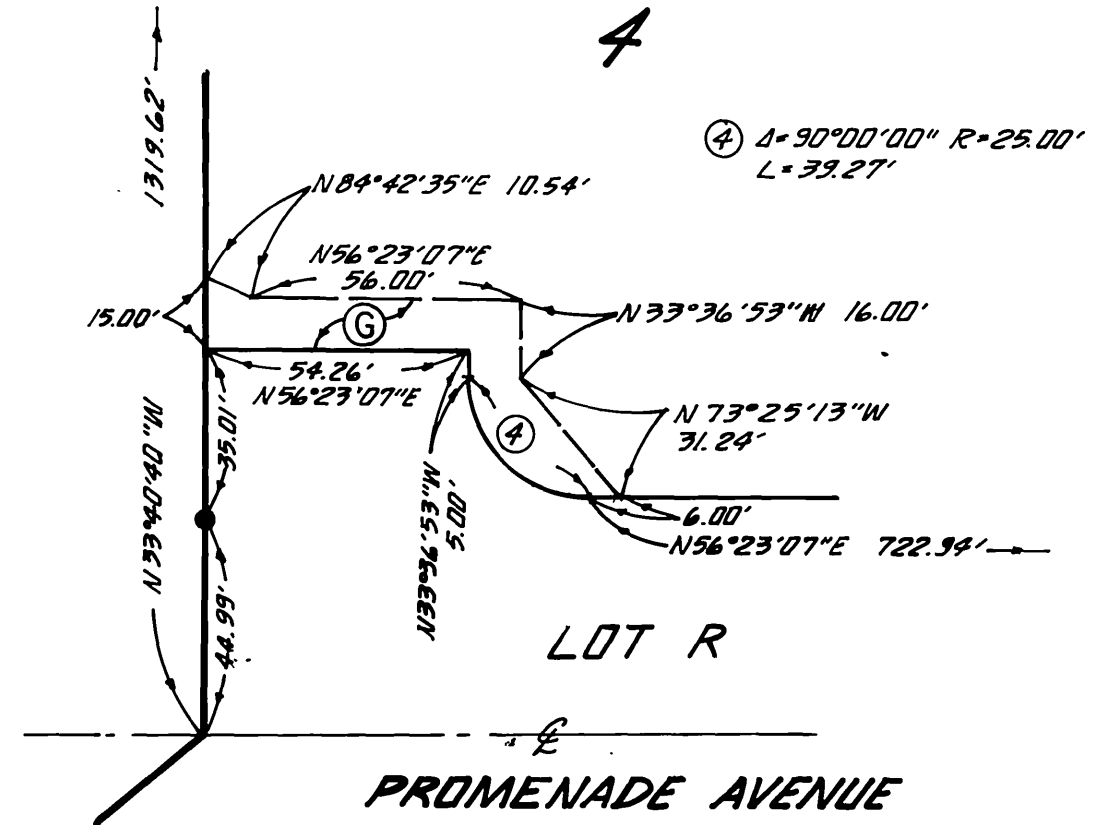 4
1319.62'
④ Δ=90°00'00" R=25.00'
L=39.27'
N84°42'35"E 10.54'
N56°23'07"E
56.00'
15.00'
G
N33°36'53"W 16.00'
54.26'
N56°23'07"E
N73°25'13"W
31.24'
④
35.01'
N33°40'40"W
N33°36'53"W
5.00'
6.00'
N56°23'07"E 722.94'
44.99'
LOT R
℄
PROMENADE AVENUE